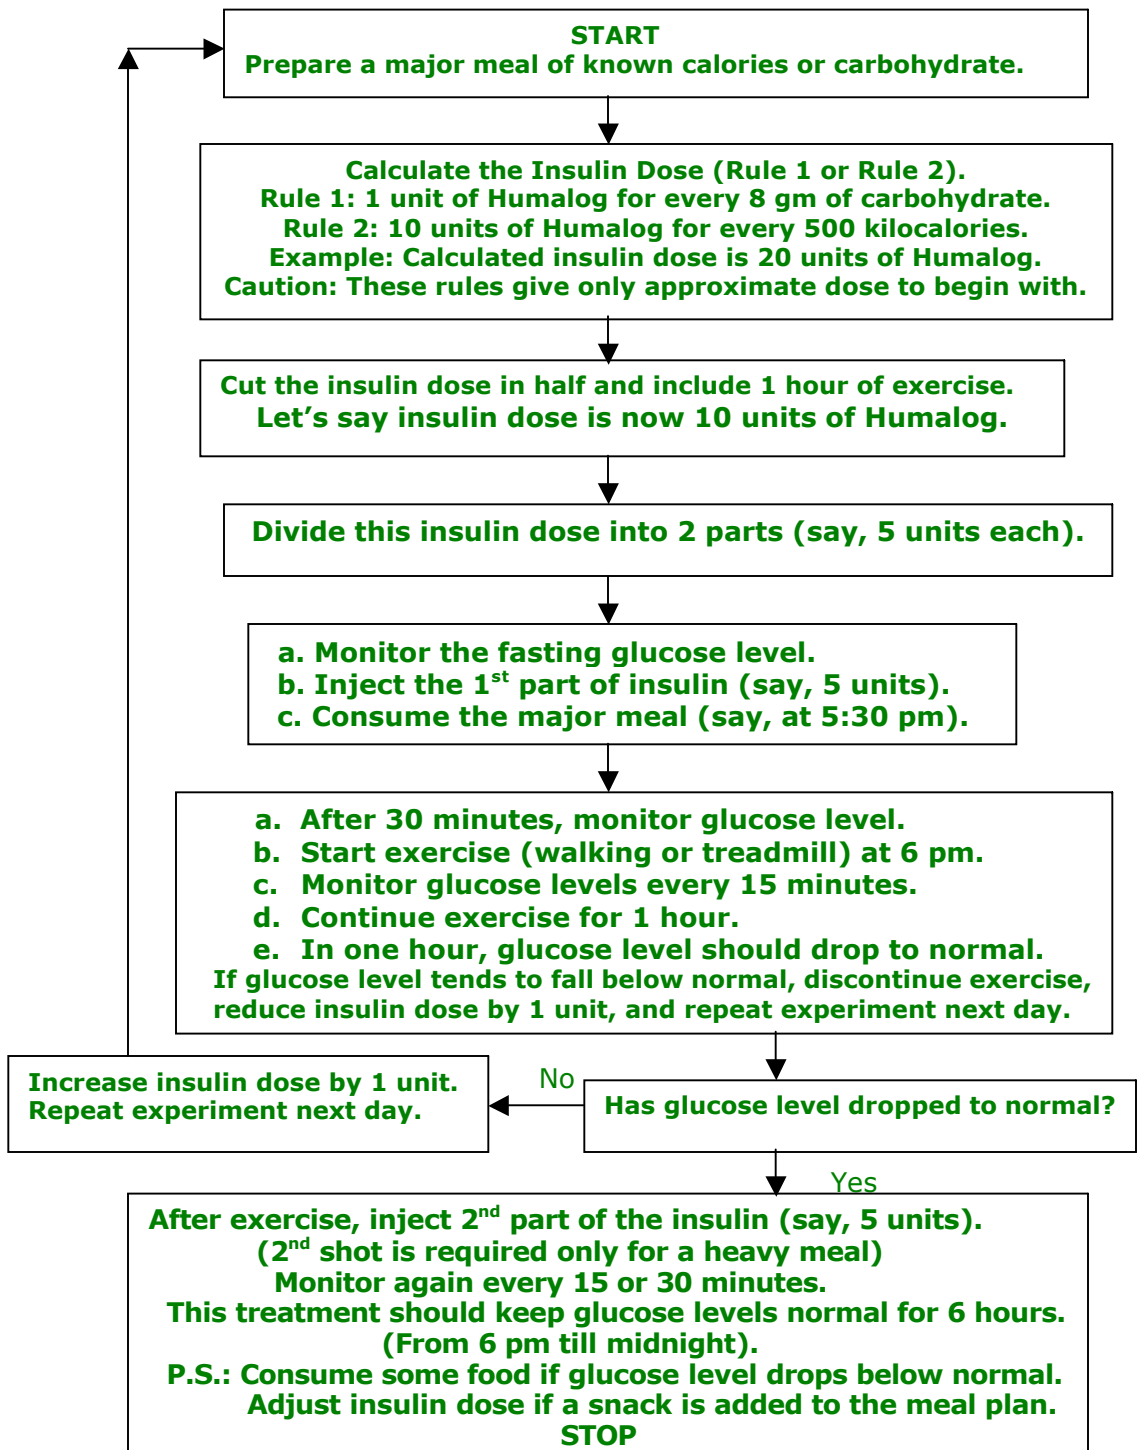 START
Prepare a major meal of known calories or carbohydrate.
Calculate the Insulin Dose (Rule 1 or Rule 2).
Rule 1: 1 unit of Humalog for every 8 gm of carbohydrate.
Rule 2: 10 units of Humalog for every 500 kilocalories.
Example: Calculated insulin dose is 20 units of Humalog.
Caution: These rules give only approximate dose to begin with.
Cut the insulin dose in half and include 1 hour of exercise.
Let’s say insulin dose is now 10 units of Humalog.
Divide this insulin dose into 2 parts (say, 5 units each).
a. Monitor the fasting glucose level.
b. Inject the 1st part of insulin (say, 5 units).
c. Consume the major meal (say, at 5:30 pm).
a. After 30 minutes, monitor glucose level.
b. Start exercise (walking or treadmill) at 6 pm.
c. Monitor glucose levels every 15 minutes.
d. Continue exercise for 1 hour.
e. In one hour, glucose level should drop to normal.
If glucose level tends to fall below normal, discontinue exercise,
reduce insulin dose by 1 unit, and repeat experiment next day.
Has glucose level dropped to normal?
No
Increase insulin dose by 1 unit.
Repeat experiment next day.
Yes
After exercise, inject 2nd part of the insulin (say, 5 units).
(2nd shot is required only for a heavy meal)
Monitor again every 15 or 30 minutes.
This treatment should keep glucose levels normal for 6 hours.
(From 6 pm till midnight).
P.S.: Consume some food if glucose level drops below normal.
Adjust insulin dose if a snack is added to the meal plan.
STOP